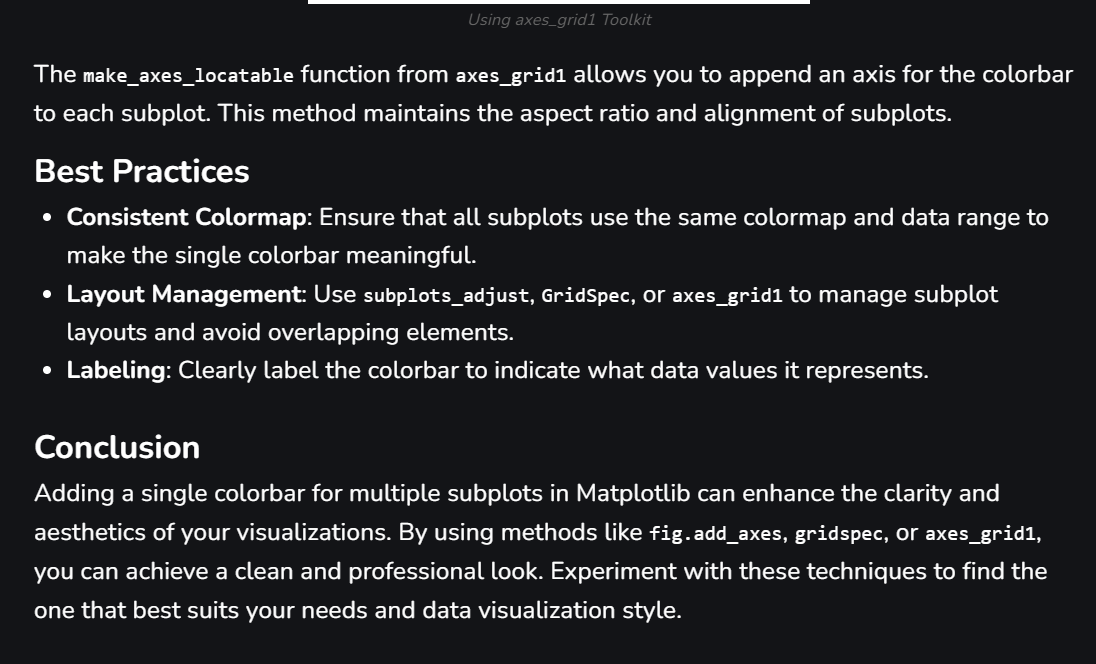 Using axes_grid1 Toolkit
The make_axes_locatable function from axes_grid1 allows you to append an axis for the colorbar
to each subplot. This method maintains the aspect ratio and alignment of subplots.
Best Practices
• Consistent Colormap: Ensure that all subplots use the same colormap and data range to
make the single colorbar meaningful.
• Layout Management: Use subplots_adjust, GridSpec, or axes_grid1 to manage subplot
layouts and avoid overlapping elements.
• Labeling: Clearly label the colorbar to indicate what data values it represents.
Conclusion
Adding a single colorbar for multiple subplots in Matplotlib can enhance the clarity and
aesthetics of your visualizations. By using methods like fig.add_axes, gridspec, or axes_grid1,
you can achieve a clean and professional look. Experiment with these techniques to find the
one that best suits your needs and data visualization style.